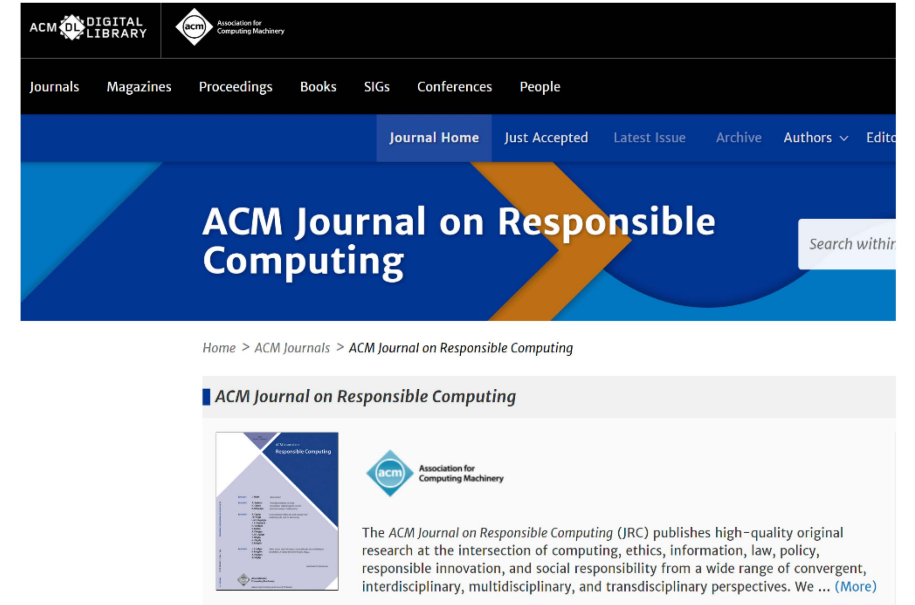 ACM DL DIGITAL LIBRARY
acm Association for Computing Machinery
Journals Magazines Proceedings Books SIGs Conferences People
Journal Home Just Accepted Latest Issue Archive Authors Edito
ACM Journal on Responsible
Computing
Search within
Home > ACM Journals > ACM Journal on Responsible Computing
ACM Journal on Responsible Computing
Responsible Computing
acm Association for Computing Machinery
The ACM Journal on Responsible Computing (JRC) publishes high-quality original
research at the intersection of computing, ethics, information, law, policy,
responsible innovation, and social responsibility from a wide range of convergent,
interdisciplinary, multidisciplinary, and transdisciplinary perspectives. We ... (More)